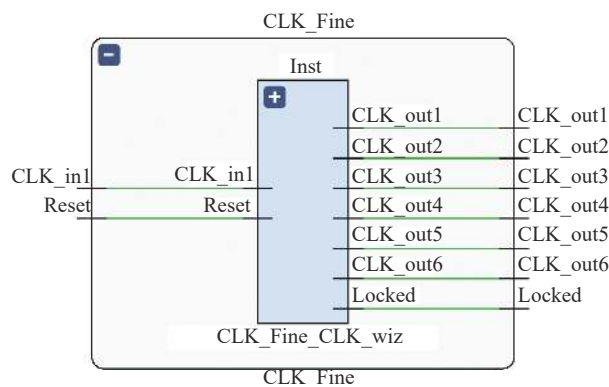 CLK_Fine
Inst
CLK_out1 CLK_out1
CLK_out2 CLK_out2
CLK_in1 CLK_in1 CLK_out3 CLK_out3
Reset Reset CLK_out4 CLK_out4
CLK_out5 CLK_out5
CLK_out6 CLK_out6
Locked Locked
CLK_Fine_CLK_wiz
CLK_Fine